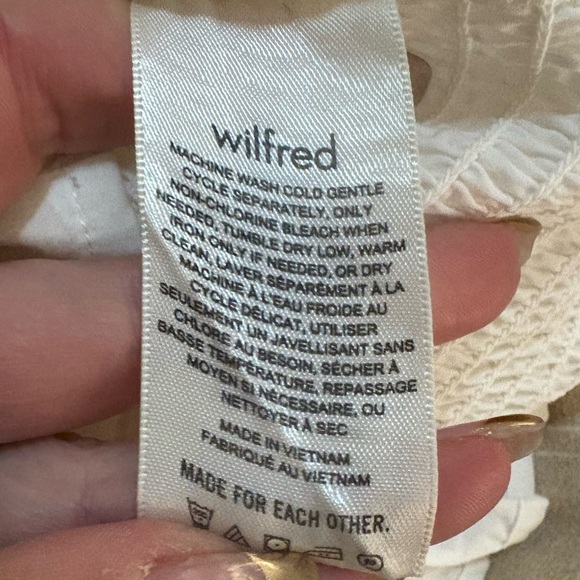 wilfred
MACHINE WASH COLD GENTLE
CYCLE SEPARATELY, ONLY
NON-CHLORINE BLEACH WHEN
NEEDED, TUMBLE DRY LOW, WARM
IRON ONLY IF NEEDED, OR DRY
CLEAN, LAVER SÉPARÉMENT À LA
MACHINE À L'EAU FROIDE AU
CYCLE DÉLICAT, UTILISER
SEULEMENT UN JAVELLISANT SANS
CHLORE AU BESOIN, SÉCHER À
BASSE TEMPÉRATURE, REPASSAGE
MOYEN SI NÉCESSAIRE, OU
NETTOYER À SEC
MADE IN VIETNAM
FABRIQUÉ AU VIETNAM
MADE FOR EACH OTHER.